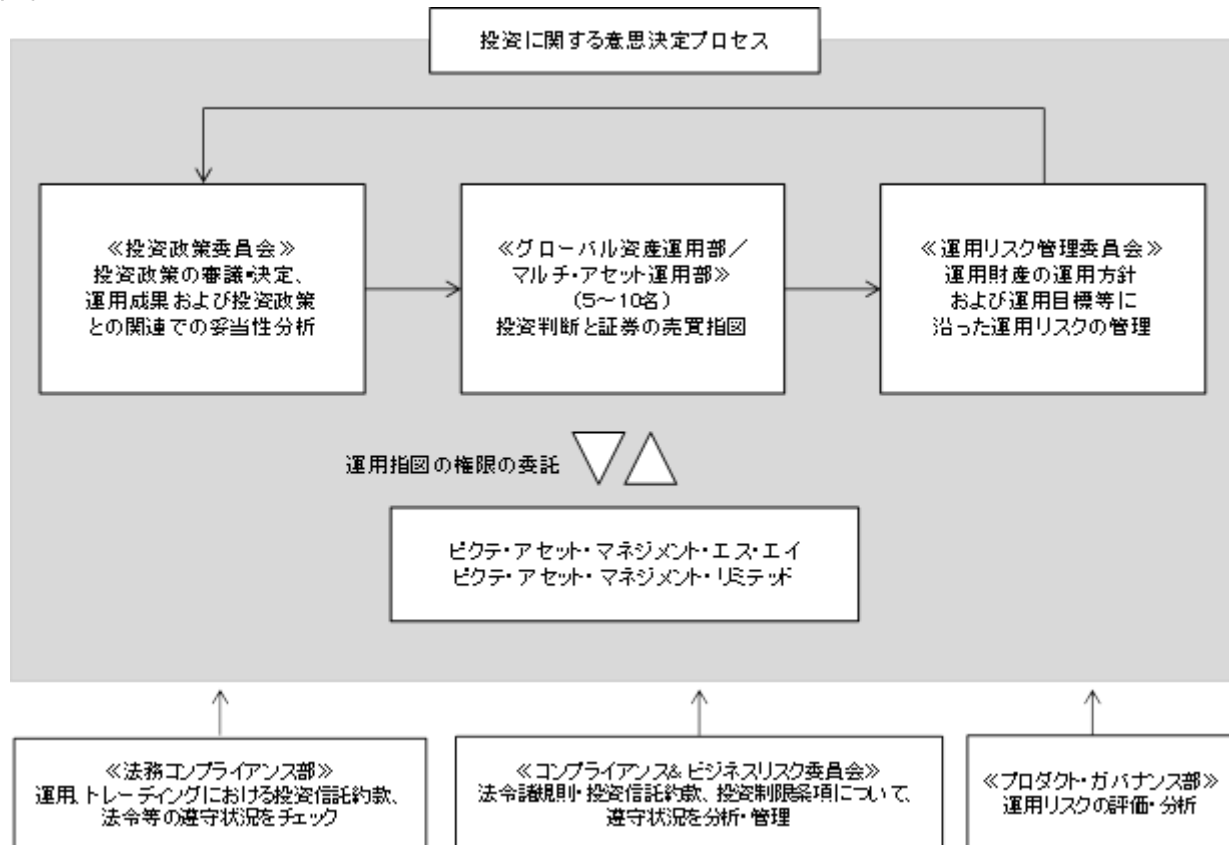 投資に関する意思決定プロセス
≪投資政策委員会≫
投資政策の審議・決定、
運用成果および投資政策
との関連での妥当性分析
≪グローバル資産運用部／
マルチ・アセット運用部≫
(5～10名)
投資判断と証券の売買指図
≪運用リスク管理委員会≫
運用財産の運用方針
および運用目標等に
沿った運用リスクの管理
運用指図の権限の委託
ピクテ・アセット・マネジメント・エス・エイ
ピクテ・アセット・マネジメント・リミテッド
≪法務コンプライアンス部≫
運用、トレーディングにおける投資信託約款、
法令等の遵守状況をチェック
≪コンプライアンス&ビジネスリスク委員会≫
法令諸規則・投資信託約款、投資制限条項について、
遵守状況を分析・管理
≪プロダクト・ガバナンス部≫
運用リスクの評価・分析